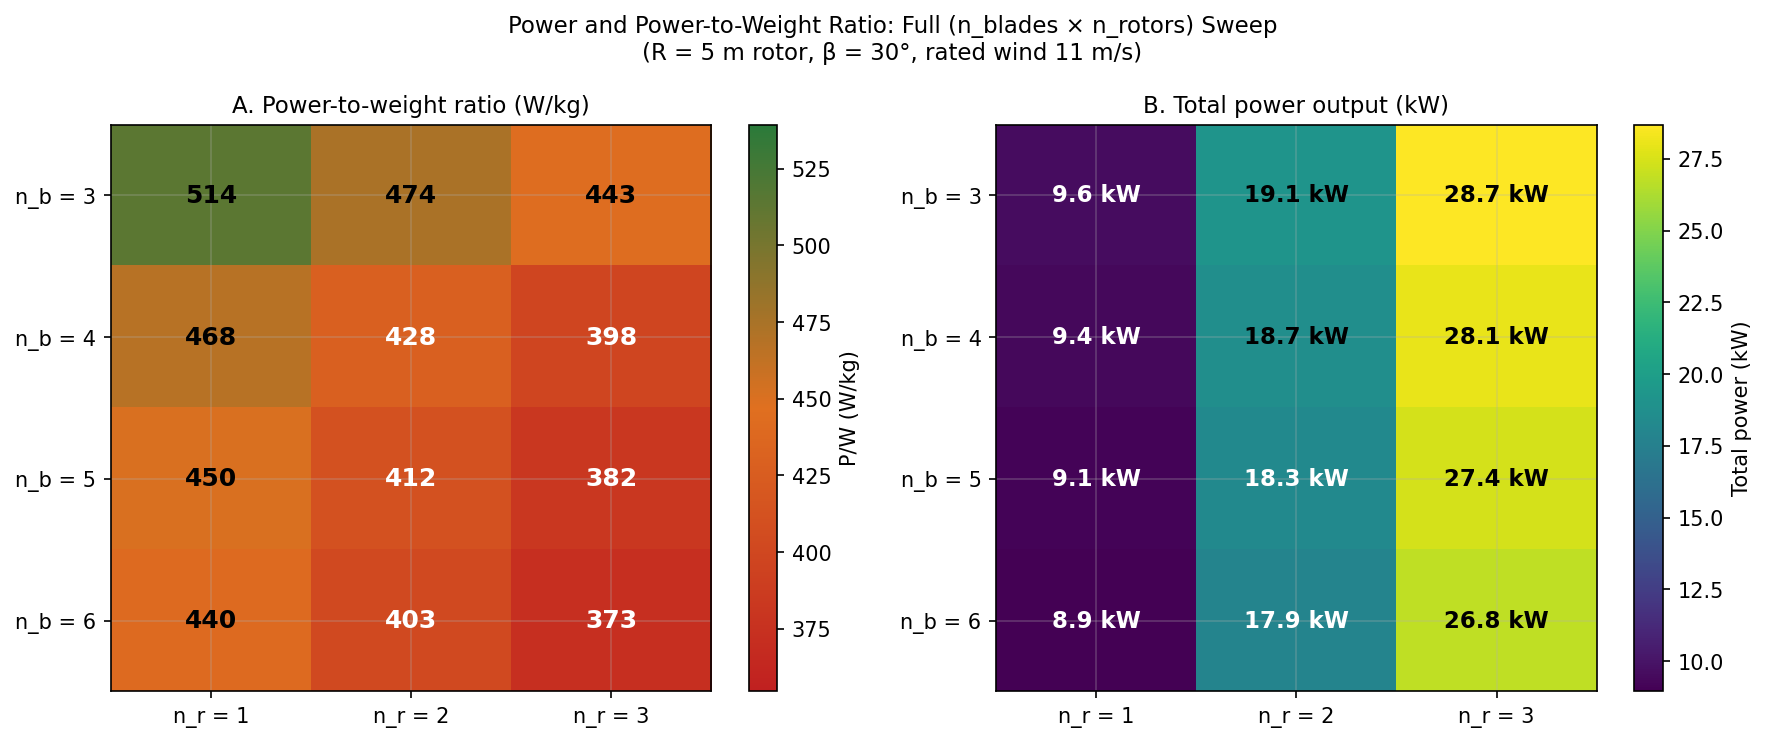 Power and Power-to-Weight Ratio: Full (n_blades × n_rotors) Sweep
(R = 5 m rotor, β = 30°, rated wind 11 m/s)
A. Power-to-weight ratio (W/kg)
n_b = 3
n_b = 4
n_b = 5
n_b = 6
514 474 443
468 428 398
450 412 382
440 403 373
n_r = 1 n_r = 2 n_r = 3
525
500
475
450
425
400
375
P/W (W/kg)
B. Total power output (kW)
n_b = 3
n_b = 4
n_b = 5
n_b = 6
9.6 kW 19.1 kW 28.7 kW
9.4 kW 18.7 kW 28.1 kW
9.1 kW 18.3 kW 27.4 kW
8.9 kW 17.9 kW 26.8 kW
n_r = 1 n_r = 2 n_r = 3
27.5
25.0
22.5
20.0
17.5
15.0
12.5
10.0
Total power (kW)